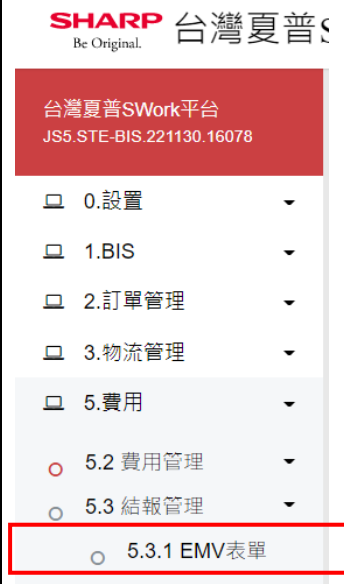 SHARP
Be Original.
台灣夏普S
台灣夏普SWork平台
JS5.STE-BIS.221130.16078
0.設置
1.BIS
2.訂單管理
3.物流管理
5.費用
5.2 費用管理
5.3 結報管理
5.3.1 EMV表單